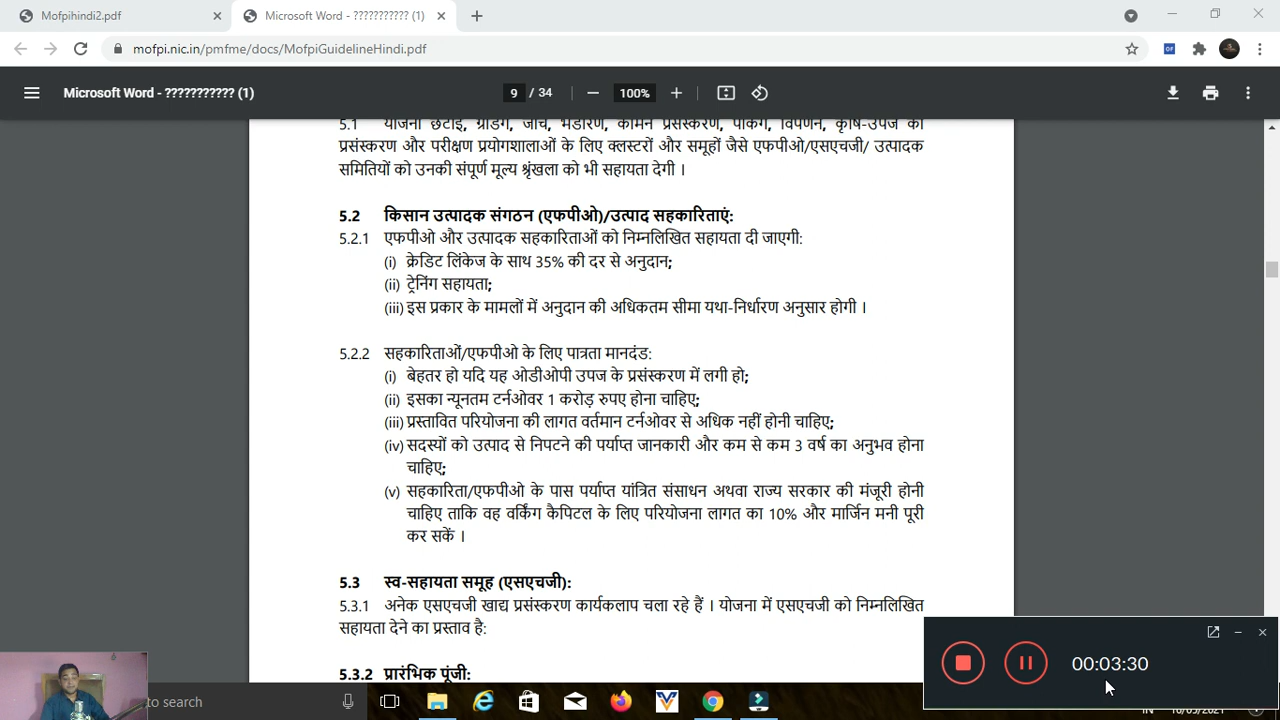 Mofpihindi2.pdf
Microsoft Word - ??????????? (1)
mofpi.nic.in/pmfme/docs/MofpiGuidelineHindi.pdf
Microsoft Word - ??????????? (1)
9 / 34
100%
5.1 योजना छंटाई, ग्रेडिंग, जांच, भंडारण, कॉमन प्रसंस्करण, पैकिंग, विपणन, कृषि-उपज का
प्रसंस्करण और परीक्षण प्रयोगशालाओं के लिए क्लस्टरों और समूहों जैसे एफपीओ/एसएचजी/ उत्पादक
समितियों को उनकी संपूर्ण मूल्य श्रृंखला को भी सहायता देगी ।
5.2 किसान उत्पादक संगठन (एफपीओ)/उत्पाद सहकारिताएं:
5.2.1 एफपीओ और उत्पादक सहकारिताओं को निम्नलिखित सहायता दी जाएगी:
(i) क्रेडिट लिंकेज के साथ 35% की दर से अनुदान;
(ii) ट्रेनिंग सहायता;
(iii) इस प्रकार के मामलों में अनुदान की अधिकतम सीमा यथा-निर्धारण अनुसार होगी ।
5.2.2 सहकारिताओं/एफपीओ के लिए पात्रता मानदंड:
(i) बेहतर हो यदि यह ओडीओपी उपज के प्रसंस्करण में लगी हो;
(ii) इसका न्यूनतम टर्नओवर 1 करोड़ रुपए होना चाहिए;
(iii) प्रस्तावित परियोजना की लागत वर्तमान टर्नओवर से अधिक नहीं होनी चाहिए;
(iv) सदस्यों को उत्पाद से निपटने की पर्याप्त जानकारी और कम से कम 3 वर्ष का अनुभव होना
चाहिए;
(v) सहकारिता/एफपीओ के पास पर्याप्त यांत्रित संसाधन अथवा राज्य सरकार की मंजूरी होनी
चाहिए ताकि वह वर्किंग कैपिटल के लिए परियोजना लागत का 10% और मार्जिन मनी पूरी
कर सकें ।
5.3 स्व-सहायता समूह (एसएचजी):
5.3.1 अनेक एसएचजी खाद्य प्रसंस्करण कार्यकलाप चला रहे हैं । योजना में एसएचजी को निम्नलिखित
सहायता देने का प्रस्ताव है:
5.3.2 प्रारंभिक पूंजी:
00:03:30
to search